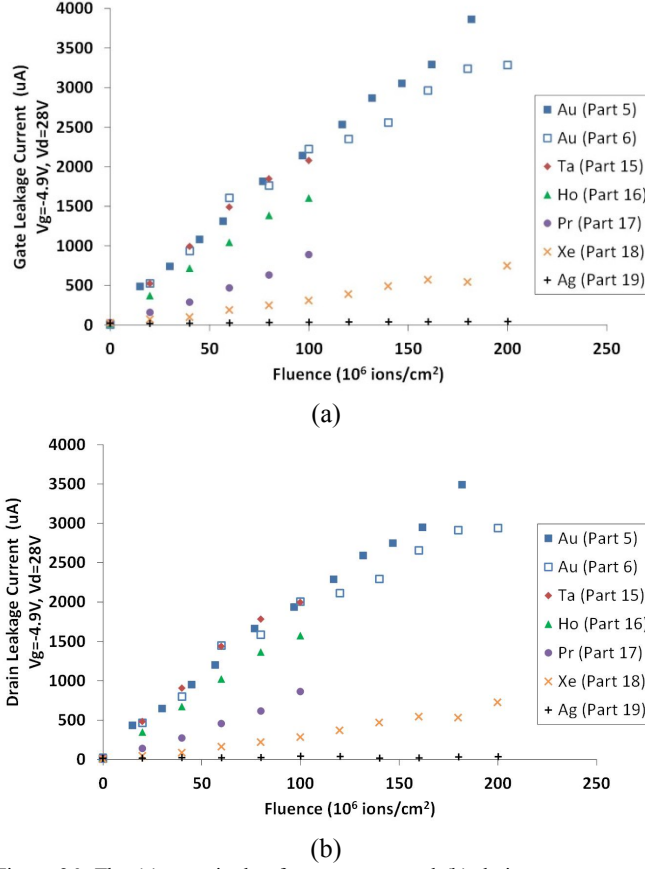 4000
3500
3000
2500
2000
1500
1000
500
0
Gate Leakage Current (uA)
Vg=-4.9V, Vd=28V
0 50 100 150 200 250
Fluence (10⁶ ions/cm²)
Au (Part 5)
Au (Part 6)
Ta (Part 15)
Ho (Part 16)
Pr (Part 17)
Xe (Part 18)
Ag (Part 19)
(a)
4000
3500
3000
2500
2000
1500
1000
500
0
Drain Leakage Current (uA)
Vg=-4.9V, Vd=28V
0 50 100 150 200 250
Fluence (10⁶ ions/cm²)
Au (Part 5)
Au (Part 6)
Ta (Part 15)
Ho (Part 16)
Pr (Part 17)
Xe (Part 18)
Ag (Part 19)
(b)